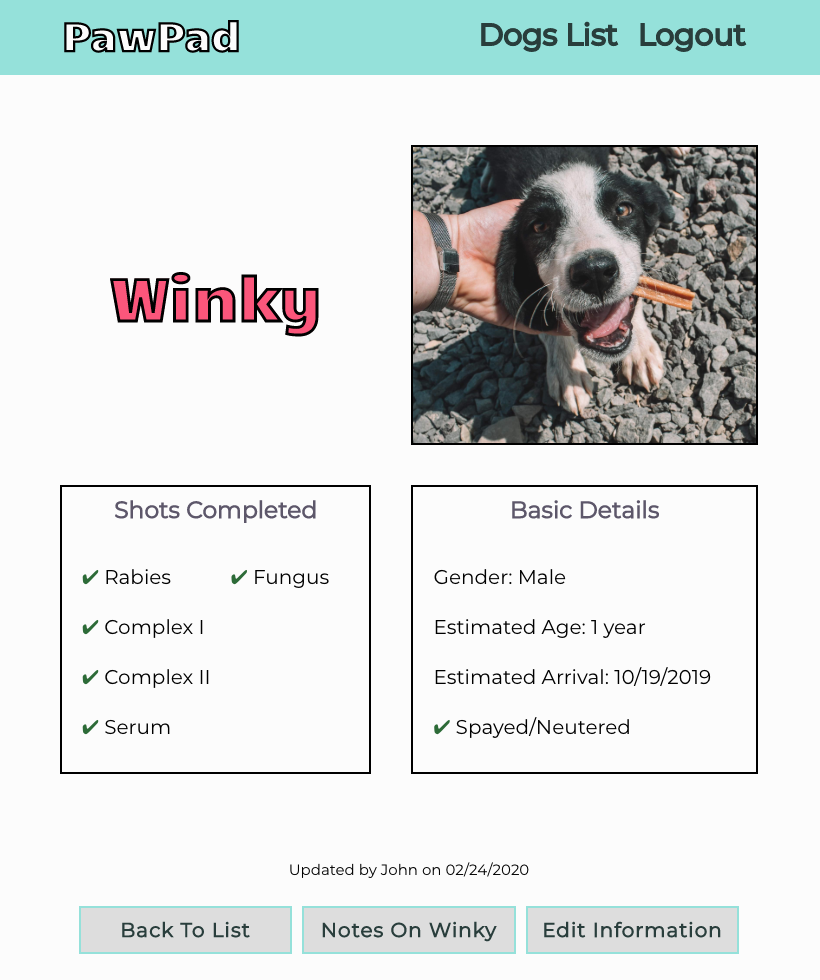 PawPad
Dogs List Logout
Winky
Shots Completed
✔ Rabies ✔ Fungus
✔ Complex I
✔ Complex II
✔ Serum
Basic Details
Gender: Male
Estimated Age: 1 year
Estimated Arrival: 10/19/2019
✔ Spayed/Neutered
Updated by John on 02/24/2020
Back To List
Notes On Winky
Edit Information